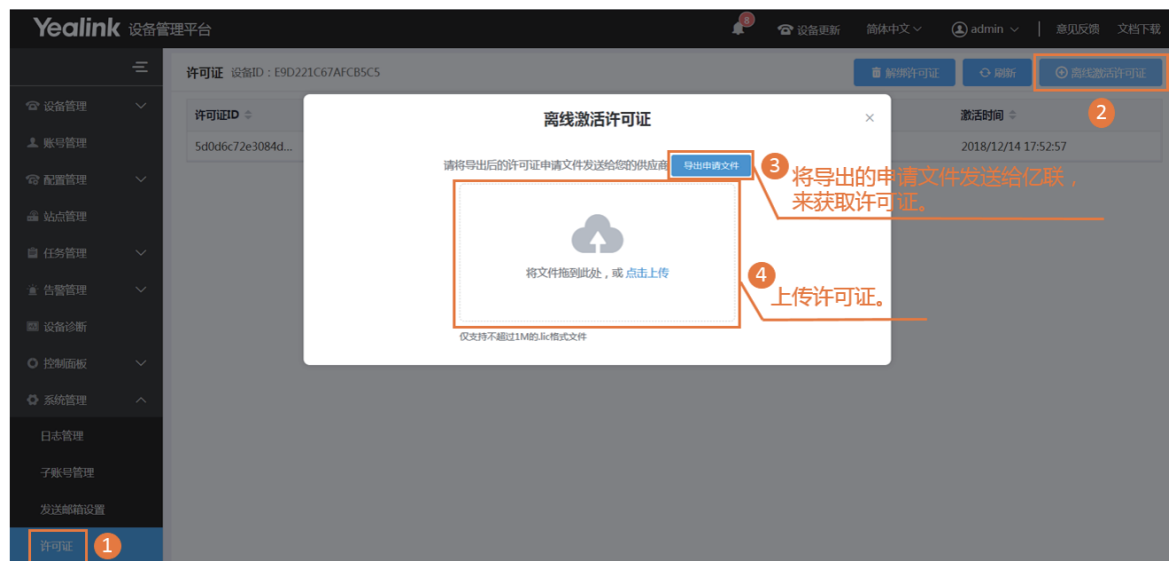 Yealink 设备管理平台
8
设备更新
简体中文
admin
意见反馈
文档下载
许可证 设备ID：E9D221C67AFCB5C5
解绑许可证
刷新
离线激活许可证
2
设备管理
账号管理
配置管理
站点管理
任务管理
告警管理
设备诊断
控制面板
系统管理
日志管理
子账号管理
发送邮箱设置
许可证
1
许可证ID
激活时间
5d0d6c72e3084d...
2018/12/14 17:52:57
离线激活许可证
请将导出后的许可证申请文件发送给您的供应商
导出申请文件
3
将导出的申请文件发送给亿联，
来获取许可证。
将文件拖到此处，或 点击上传
4
上传许可证。
仅支持不超过1M的.lic格式文件